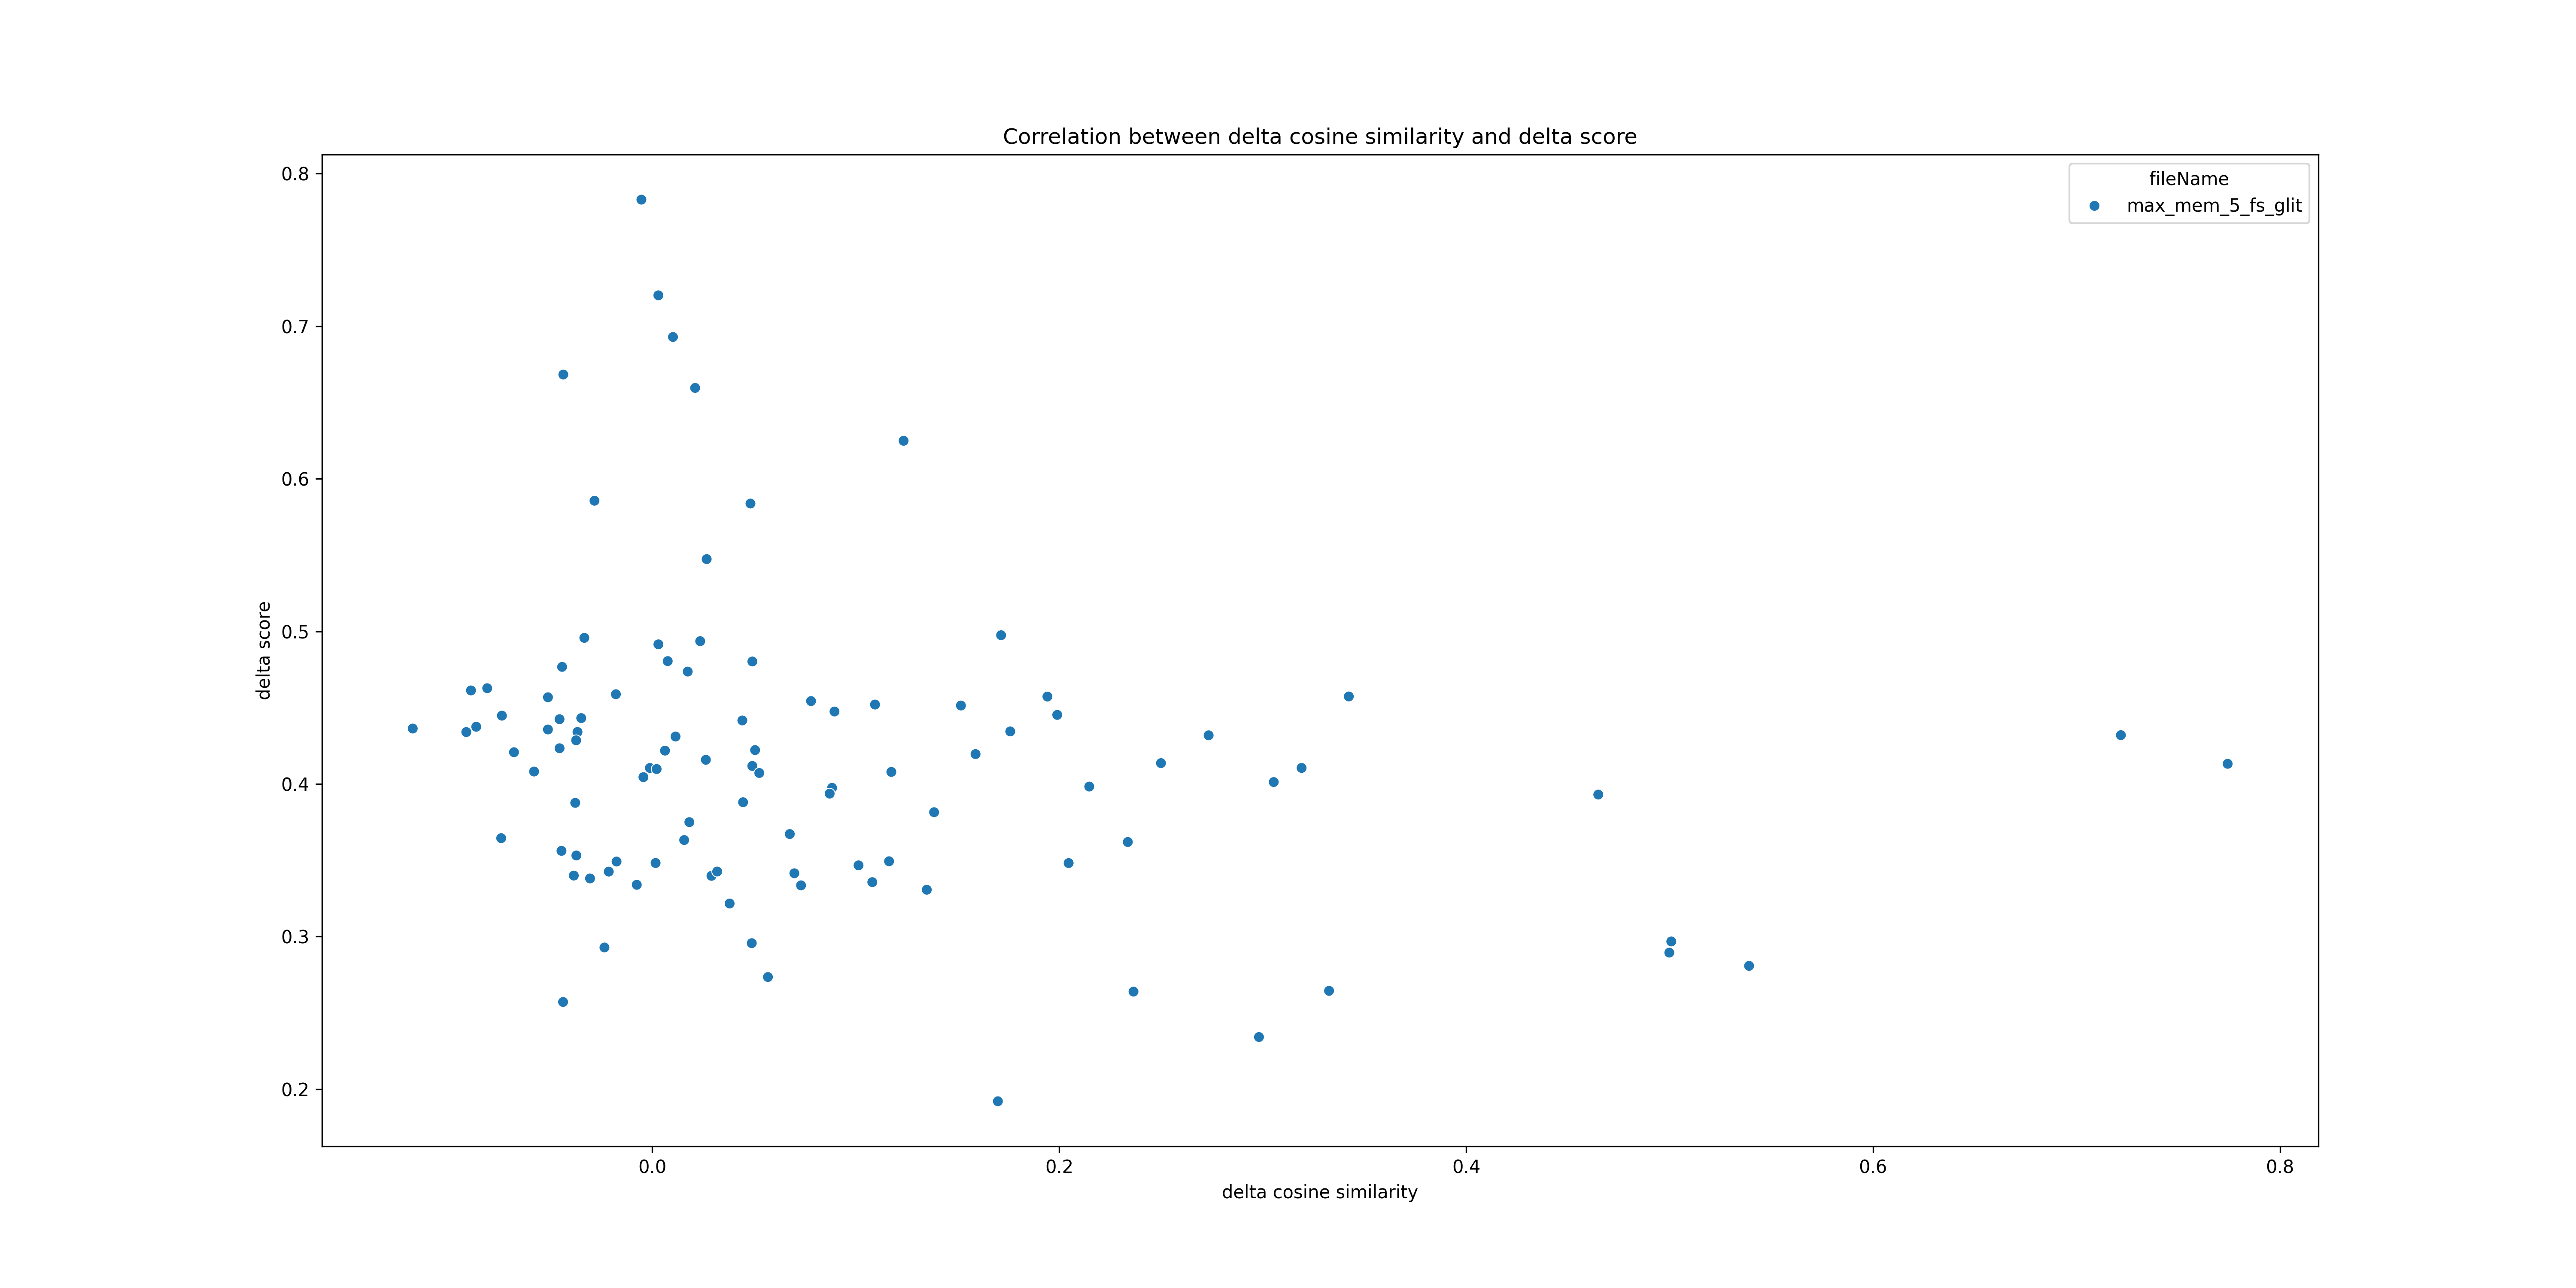 Correlation between delta cosine similarity and delta score
fileName
max_mem_5_fs_glit
0.8
0.7
0.6
0.5
0.4
0.3
0.2
delta score
0.0
0.2
0.4
0.6
0.8
delta cosine similarity